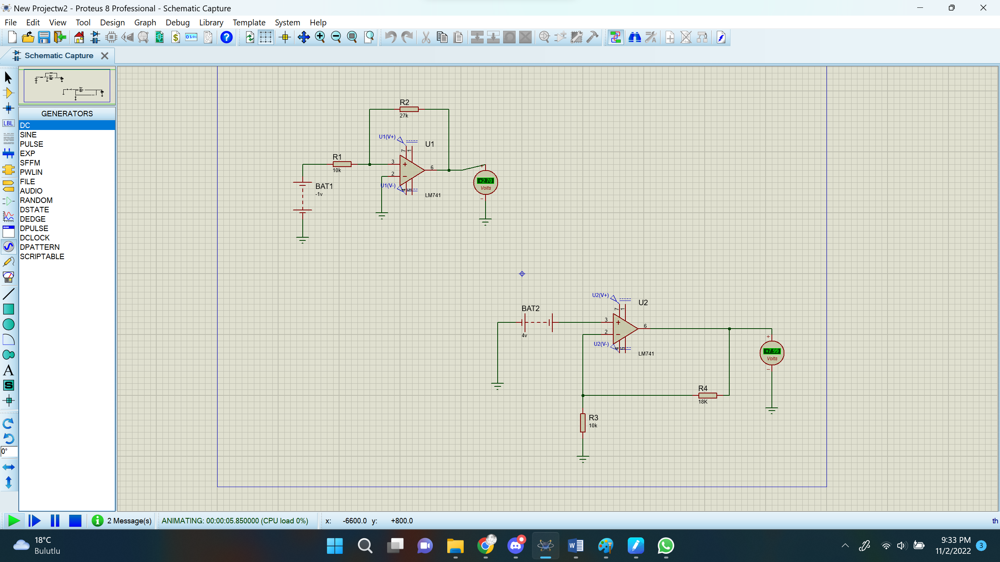 New Projectw2 - Proteus 8 Professional - Schematic Capture
File Edit View Tool Design Graph Debug Library Template System Help
Schematic Capture
LBL
GENERATORS
DC
SINE
PULSE
EXP
SFFM
PWLIN
FILE
AUDIO
RANDOM
DSTATE
DEDGE
DPULSE
DCLOCK
DPATTERN
SCRIPTABLE
A
S
0°
R2
27k
U1(V+)
U1
7 1
R1
10k
3
2
6
+2.70
Volts
BAT1
-1v
U1(V-)
4 5
LM741
U2(V+)
U2
7 1
BAT2
4v
3
2
6
U2(V-)
4 5
LM741
+7.99
Volts
R4
18K
R3
10k
2 Message(s)
ANIMATING: 00:00:05.850000 (CPU load 0%)
x: -6600.0 y: +800.0
th
18°C
Bulutlu
9:33 PM
11/2/2022
3